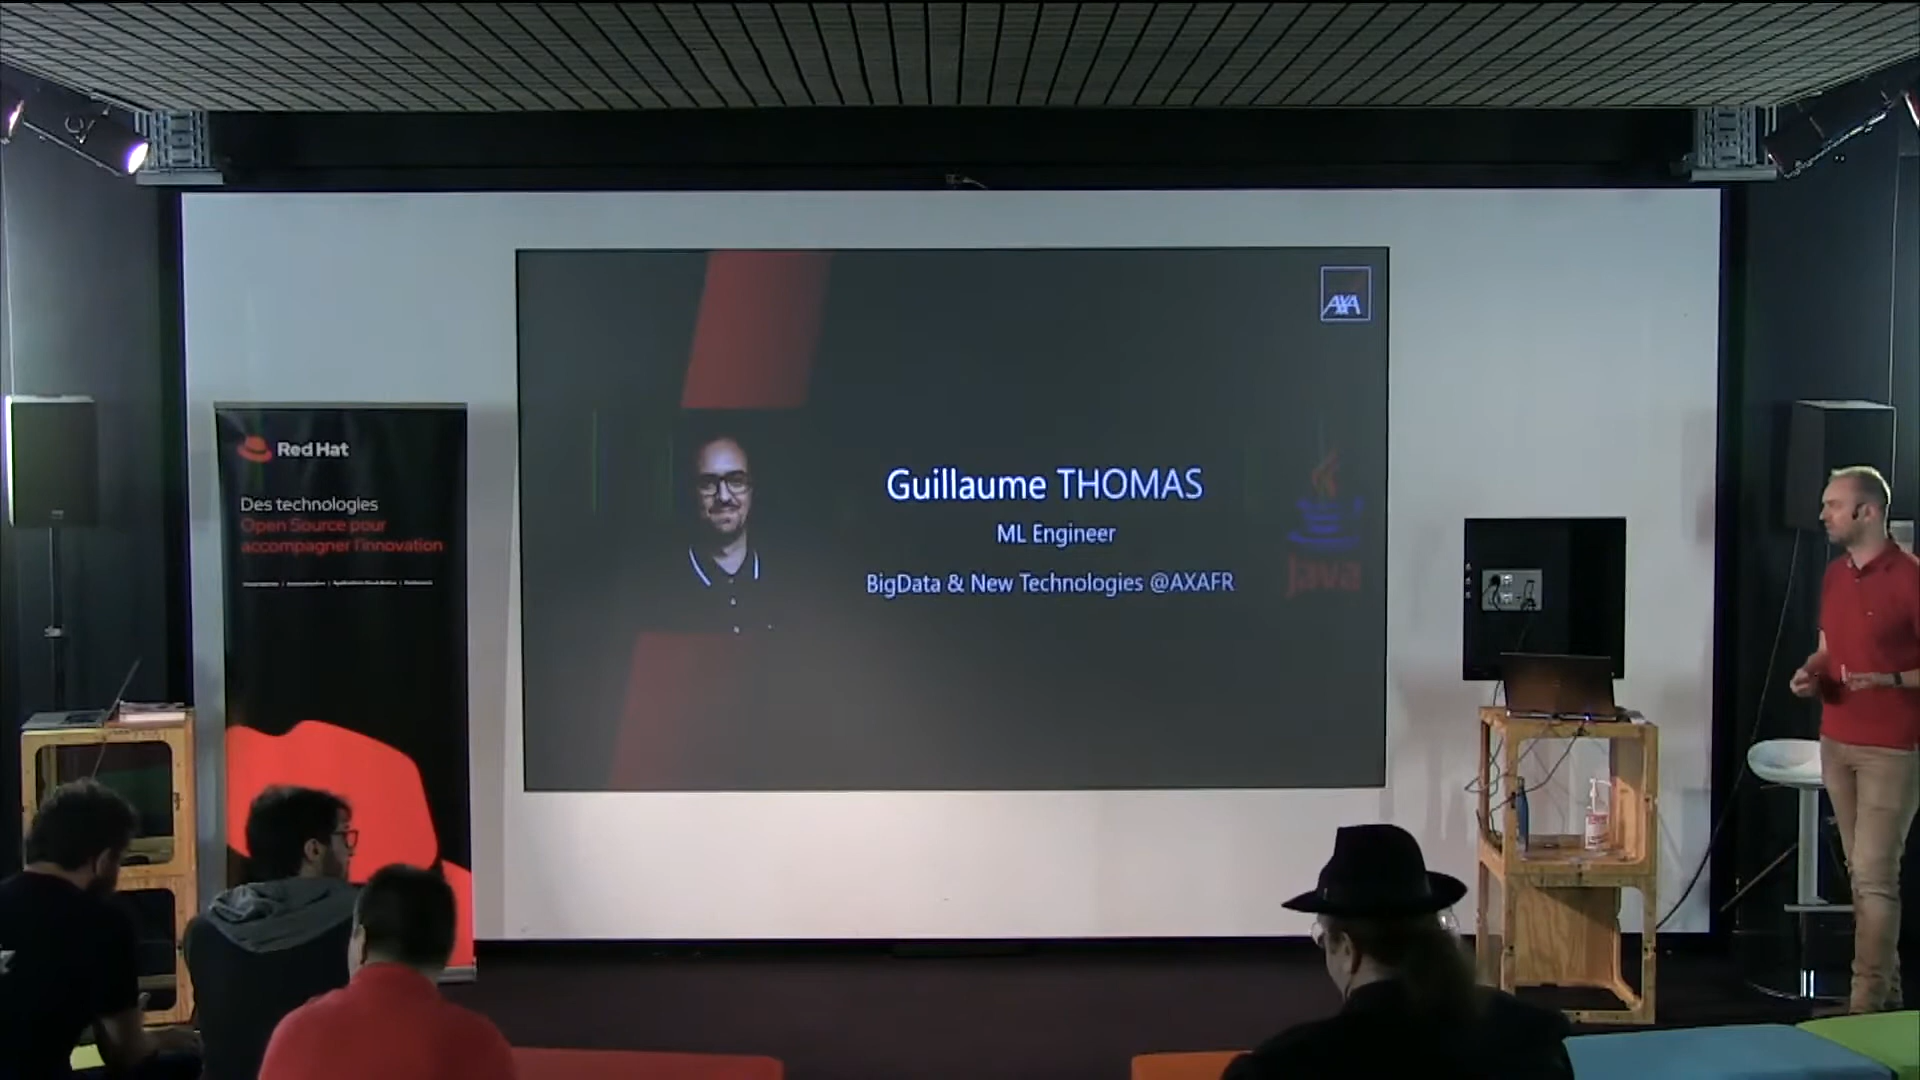 Red Hat
Des technologies
Open Source pour
accompagner l'innovation
AXA
Guillaume THOMAS
ML Engineer
BigData & New Technologies @AXAFR
Java